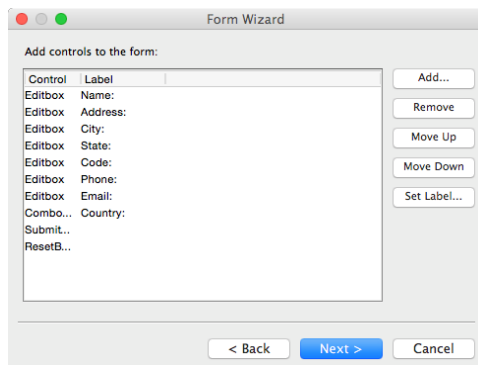 Form Wizard
Add controls to the form:
Control Label
Editbox Name:
Editbox Address:
Editbox City:
Editbox State:
Editbox Code:
Editbox Phone:
Editbox Email:
Combo... Country:
Submit...
ResetB...
Add...
Remove
Move Up
Move Down
Set Label...
< Back Next > Cancel